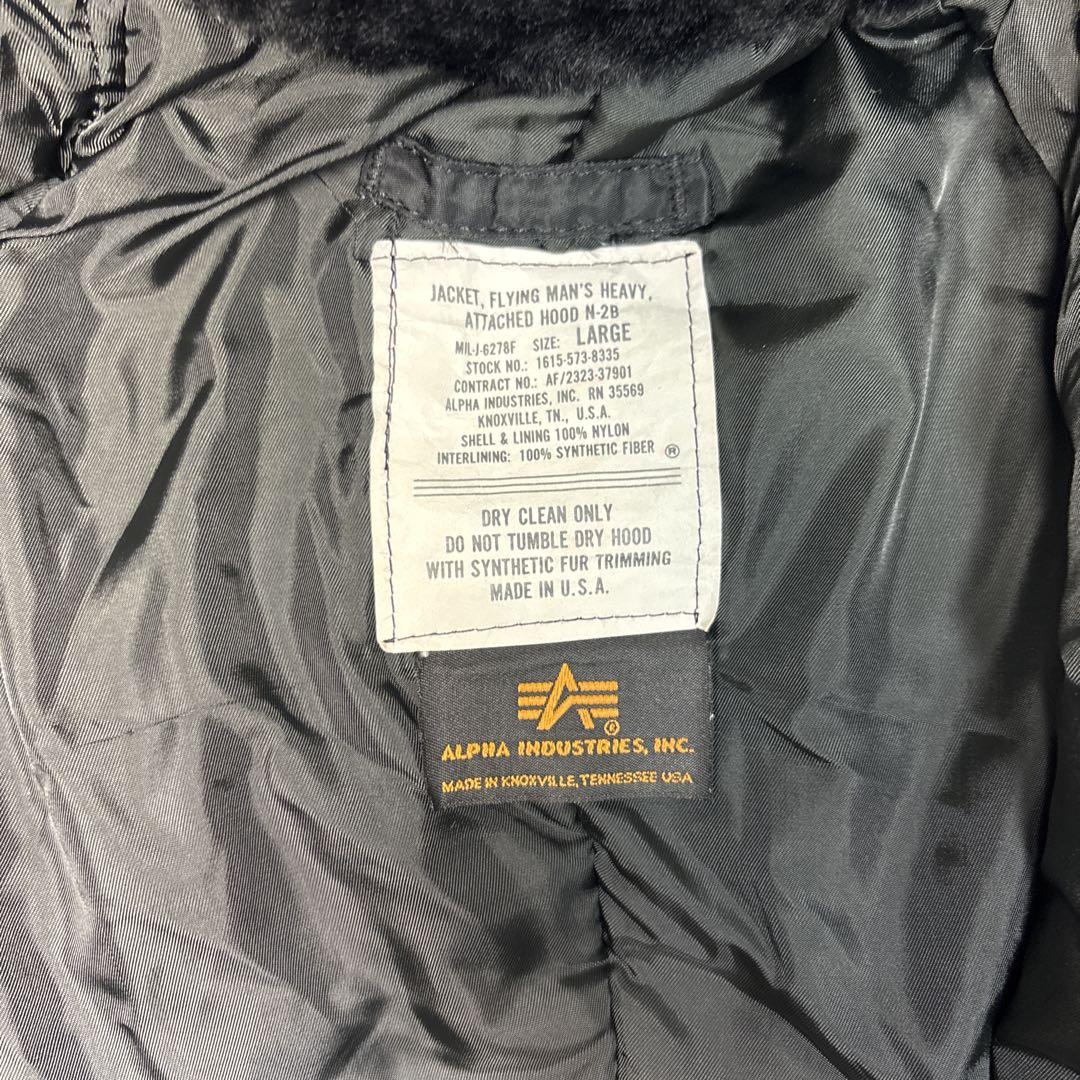 JACKET, FLYING MAN'S HEAVY,
ATTACHED HOOD N-2B
MIL-J-6278F SIZE: LARGE
STOCK NO.: 1615-573-8335
CONTRACT NO.: AF/2323-37901
ALPHA INDUSTRIES, INC. RN 35569
KNOXVILLE, TN., U.S.A.
SHELL & LINING 100% NYLON
INTERLINING: 100% SYNTHETIC FIBER ®
DRY CLEAN ONLY
DO NOT TUMBLE DRY HOOD
WITH SYNTHETIC FUR TRIMMING
MADE IN U.S.A.
®
ALPHA INDUSTRIES, INC.
MADE IN KNOXVILLE, TENNESSEE USA